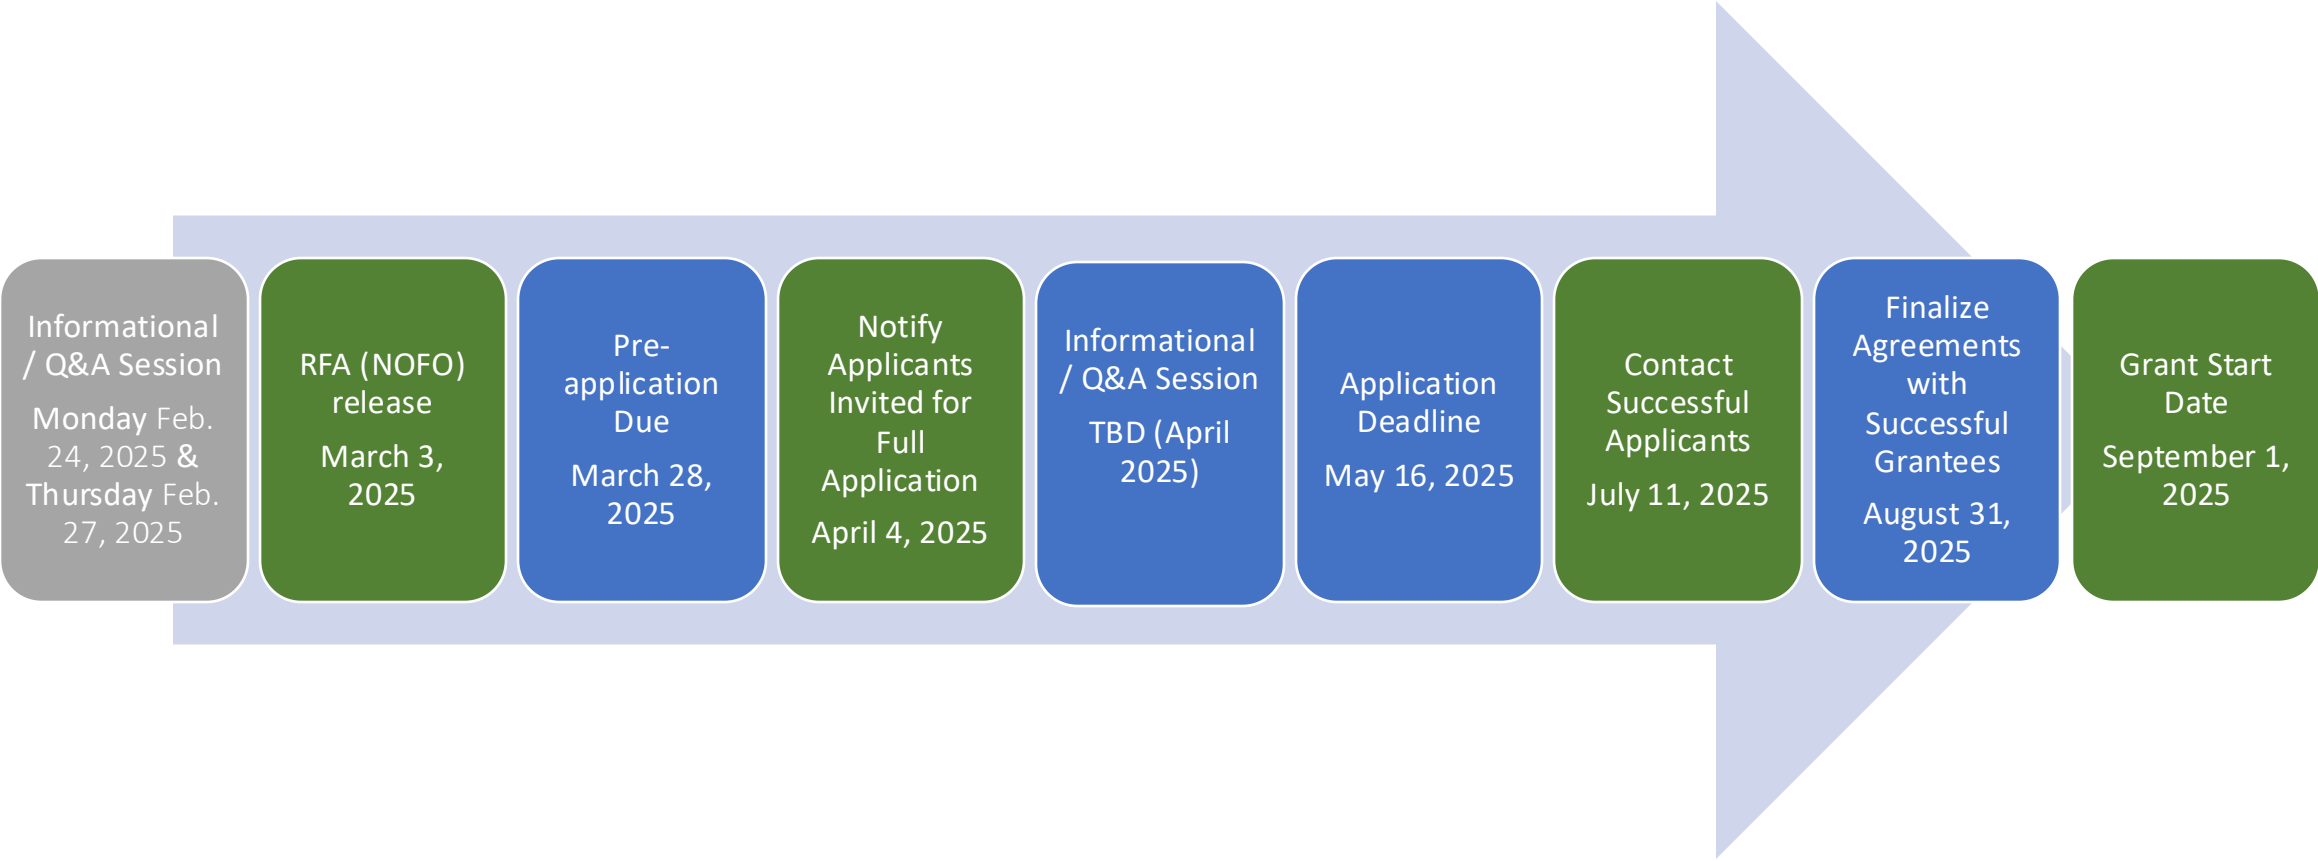 Informational
/ Q&A Session
Monday Feb.
24, 2025 &
Thursday Feb.
27, 2025
RFA (NOFO)
release
March 3,
2025
Pre-
application
Due
March 28,
2025
Notify
Applicants
Invited for
Full
Application
April 4, 2025
Informational
/ Q&A Session
TBD (April
2025)
Application
Deadline
May 16, 2025
Contact
Successful
Applicants
July 11, 2025
Finalize
Agreements
with
Successful
Grantees
August 31,
2025
Grant Start
Date
September 1,
2025